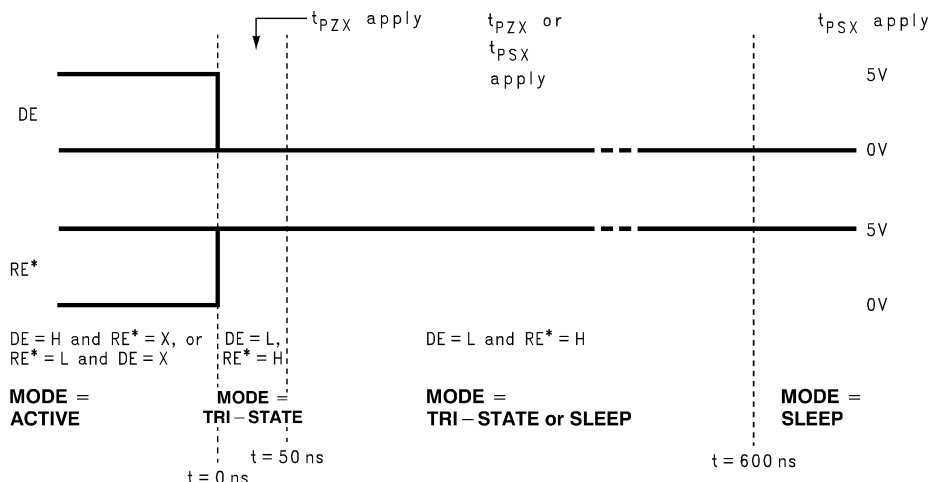 tPZX apply
tPZX or
tPSX
apply
tPSX apply
DE
5V
0V
RE*
5V
0V
DE = H and RE* = X, or
RE* = L and DE = X
DE = L,
RE* = H
DE = L and RE* = H
MODE =
ACTIVE
MODE =
TRI–STATE
MODE =
TRI–STATE or SLEEP
MODE =
SLEEP
t = 0 ns
t = 50 ns
t = 600 ns